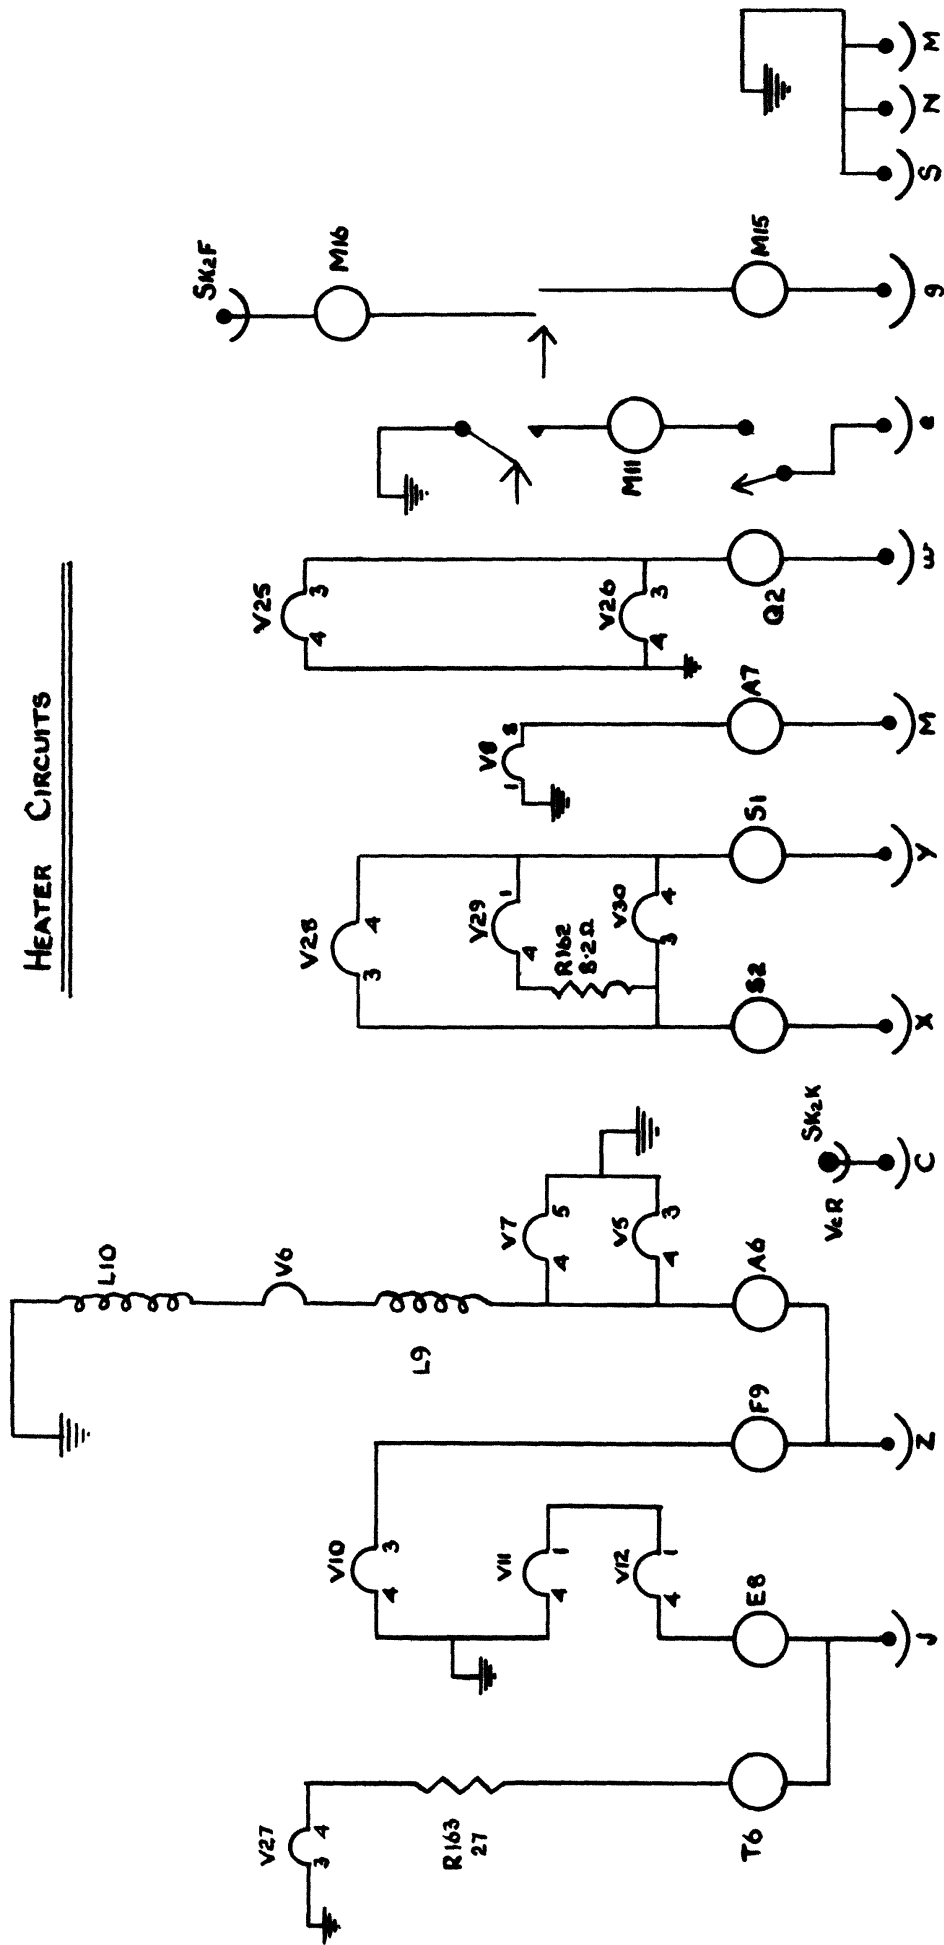 HEATER CIRCUITS
V27
3 4
R163
27
T6
V10
4 3
V11
4 1
V12
4 1
E8
J
F9
Z
L10
V6
L9
V7
4 5
V5
4 3
A6
VCR
SK2K
C
V28
3 4
V29
4 1
R162
8·2Ω
V30
3 4
S2
S1
X
Y
V8
1 8
A7
M
V25
4 3
V26
4 3
Q2
w
M11
e
SK2F
M16
M15
g
S
N
M